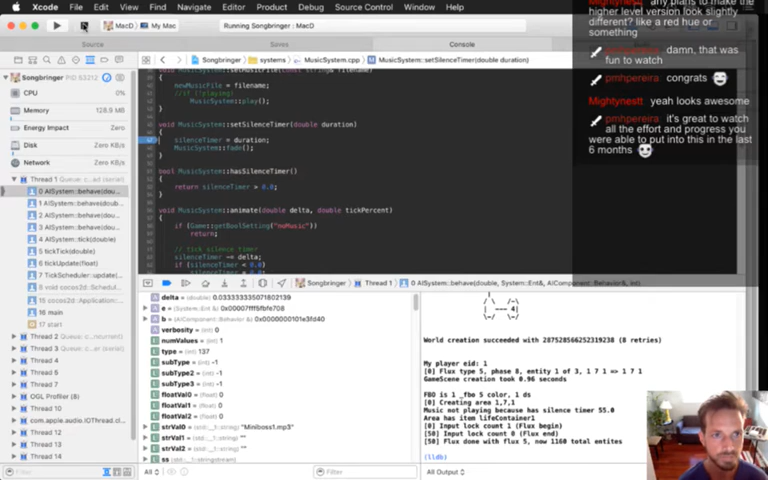 Xcode File Edit View Find Navigate Editor Product Debug Source Control Window Help
MacD My Mac Running Songbringer : MacD
Source Saves Console
Songbringer PID 53212
CPU 0%
Memory 128.9 MB
Energy Impact
Disk Zero KB/s
Network Zero KB/s
Thread 1
0 AISystem::behave(dou...
1 AISystem::behave(doub...
2 AISystem::behave(dou...
3 AISystem::behave(dou...
4 AISystem::tick(double)
5 tickTick(double)
6 tickUpdate(float)
7 TickScheduler::update(...
8 void cocos2d::Schedul...
15 cocos2d::Application:...
16 main
17 start
Thread 2
Thread 3
Thread 4
Thread 5
Thread 7
OGL Profiler (8)
Thread 10
com.apple.audio.IOThread.cl...
Thread 12
Thread 13
Thread 14
Songbringer systems MusicSystem.cpp MusicSystem::setSilenceTimer(double duration)
newMusicFile = filename;
//if (!playing)
MusicSystem::play();
}
void MusicSystem::setSilenceTimer(double duration)
{
silenceTimer = duration;
MusicSystem::fade();
}
bool MusicSystem::hasSilenceTimer()
{
return silenceTimer > 0.0;
}
void MusicSystem::animate(double delta, double tickPercent)
{
if (Game::getBoolSetting("noMusic"))
return;
// tick silence timer
silenceTimer -= delta;
if (silenceTimer < 0.0)
Songbringer Thread 1 0 AISystem::behave(double, System::Ent&, AIComponent::Behavior &, Input&)
delta = (double) 0.033333335071802139
verbosity = (int) 0
numValues = (int) 1
type = (int) 137
subType = (int) -1
subType2 = (int) -1
subType3 = (int) -1
floatVal0 = (float) 0
floatVal1 = (float) 0
floatVal2 = (float) 0
strVal0 = "Miniboss1.mp3"
strVal1 = ""
strVal2 = ""
World creation succeeded with 287528566252319238 (8 retries)
My player eid: 1
[0] Flux type 5, phase 8, entity 1 of 3, 1 7 1 => 1 7 1
GameScene creation took 0.96 seconds
FBO is 1 _fbo 5 color, 1 ds
[0] Creating area 1,7,1
Music not playing because has silence timer 55.0
Area has item lifeContainer1
[0] Input lock count 1 (Flux begin)
[50] Input lock count 0 (Flux end)
[50] Flux done with flux 5, now 1160 total entites
(lldb)
Filter All Filter All Output
Mightynestt: any plans to make the
higher level version look slightly
different? like a red hue or
something
pmhpereira: damn, that was
fun to watch
pmhpereira: congrats
Mightynestt: yeah looks awesome
pmhpereira: it's great to watch
all the effort and progress you
were able to put into this in the last
6 months